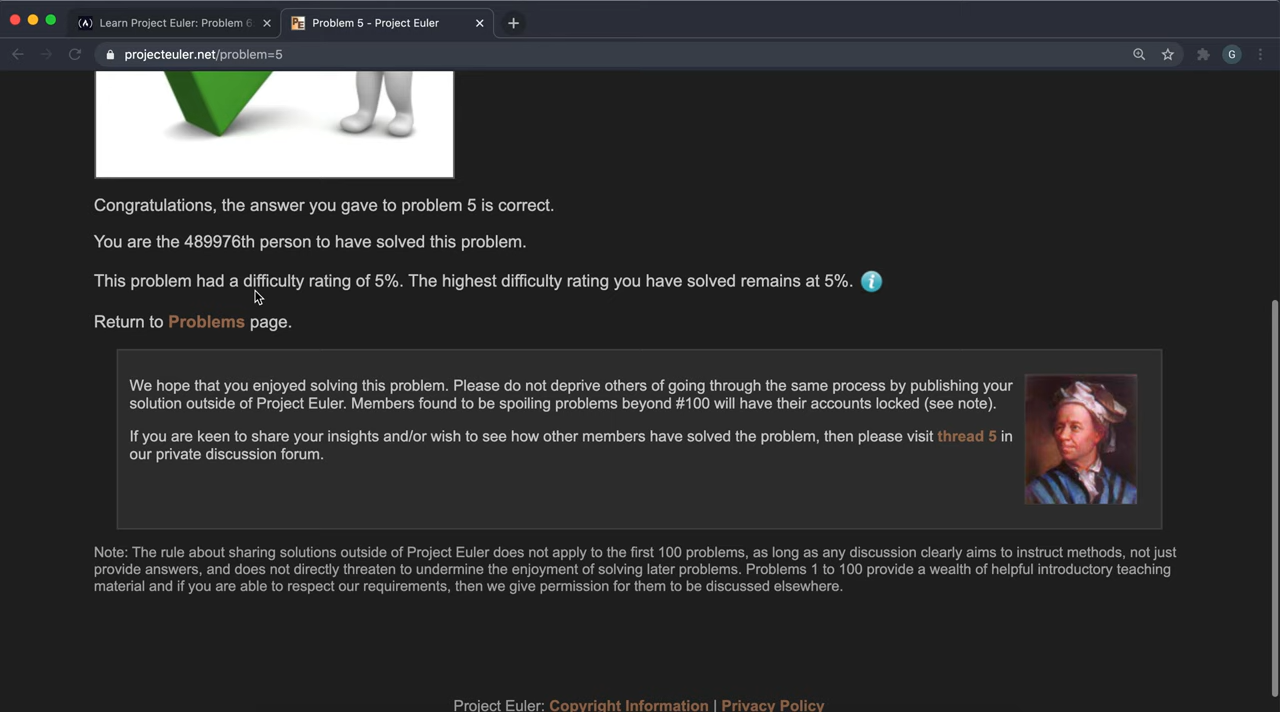 Learn Project Euler: Problem 6
Problem 5 - Project Euler
projecteuler.net/problem=5
G
Congratulations, the answer you gave to problem 5 is correct.
You are the 489976th person to have solved this problem.
This problem had a difficulty rating of 5%. The highest difficulty rating you have solved remains at 5%.
Return to Problems page.
We hope that you enjoyed solving this problem. Please do not deprive others of going through the same process by publishing your
solution outside of Project Euler. Members found to be spoiling problems beyond #100 will have their accounts locked (see note).
If you are keen to share your insights and/or wish to see how other members have solved the problem, then please visit thread 5 in
our private discussion forum.
Note: The rule about sharing solutions outside of Project Euler does not apply to the first 100 problems, as long as any discussion clearly aims to instruct methods, not just
provide answers, and does not directly threaten to undermine the enjoyment of solving later problems. Problems 1 to 100 provide a wealth of helpful introductory teaching
material and if you are able to respect our requirements, then we give permission for them to be discussed elsewhere.
Project Euler: Copyright Information | Privacy Policy